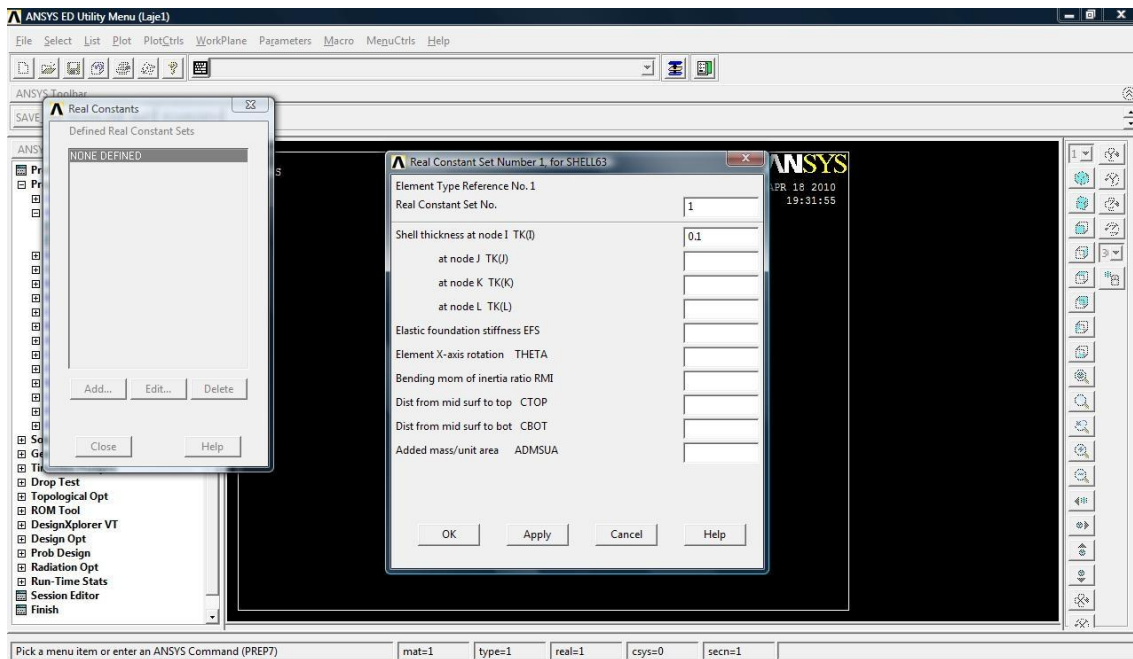 ANSYS ED Utility Menu (Laje1)
File Select List Plot PlotCtrls WorkPlane Parameters Macro MenuCtrls Help
ANSYS Toolbar
SAVE
Real Constants
Defined Real Constant Sets
NONE DEFINED
Add... Edit... Delete
Close Help
Drop Test
Topological Opt
ROM Tool
DesignXplorer VT
Design Opt
Prob Design
Radiation Opt
Run-Time Stats
Session Editor
Finish
Real Constant Set Number 1, for SHELL63
Element Type Reference No. 1
Real Constant Set No. 1
Shell thickness at node I TK(I) 0.1
at node J TK(J)
at node K TK(K)
at node L TK(L)
Elastic foundation stiffness EFS
Element X-axis rotation THETA
Bending mom of inertia ratio RMI
Dist from mid surf to top CTOP
Dist from mid surf to bot CBOT
Added mass/unit area ADMSUA
OK Apply Cancel Help
ANSYS
APR 18 2010
19:31:55
1
Pick a menu item or enter an ANSYS Command (PREP7) mat=1 type=1 real=1 csys=0 secn=1